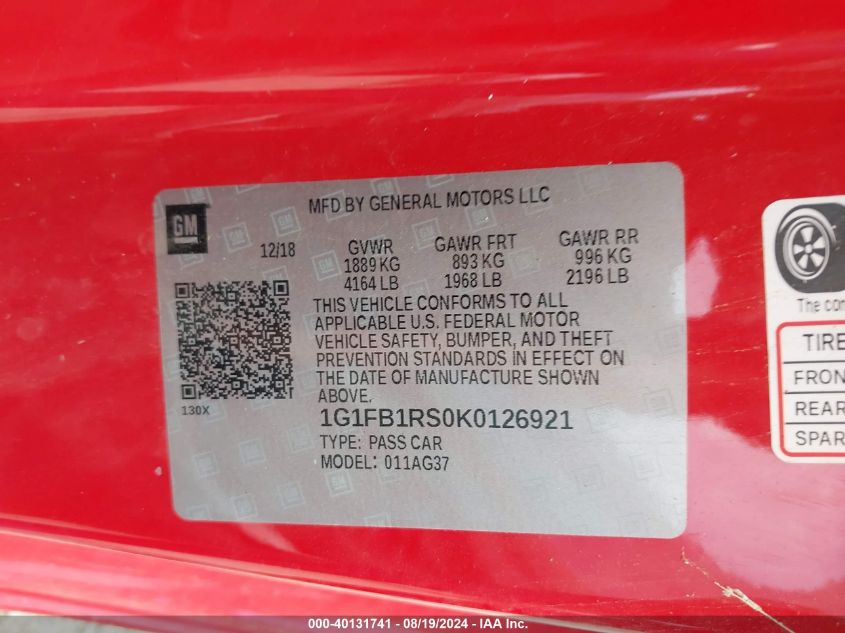 MFD BY GENERAL MOTORS LLC
GM
12/18 GVWR GAWR FRT GAWR RR
1889 KG 893 KG 996 KG
4164 LB 1968 LB 2196 LB
THIS VEHICLE CONFORMS TO ALL
APPLICABLE U.S. FEDERAL MOTOR
VEHICLE SAFETY, BUMPER, AND THEFT
PREVENTION STANDARDS IN EFFECT ON
THE DATE OF MANUFACTURE SHOWN
ABOVE.
130X
1G1FB1RS0K0126921
TYPE: PASS CAR
MODEL: 011AG37
The
TIRE
REAR
000-40131741 - 08/19/2024 - IAA Inc.